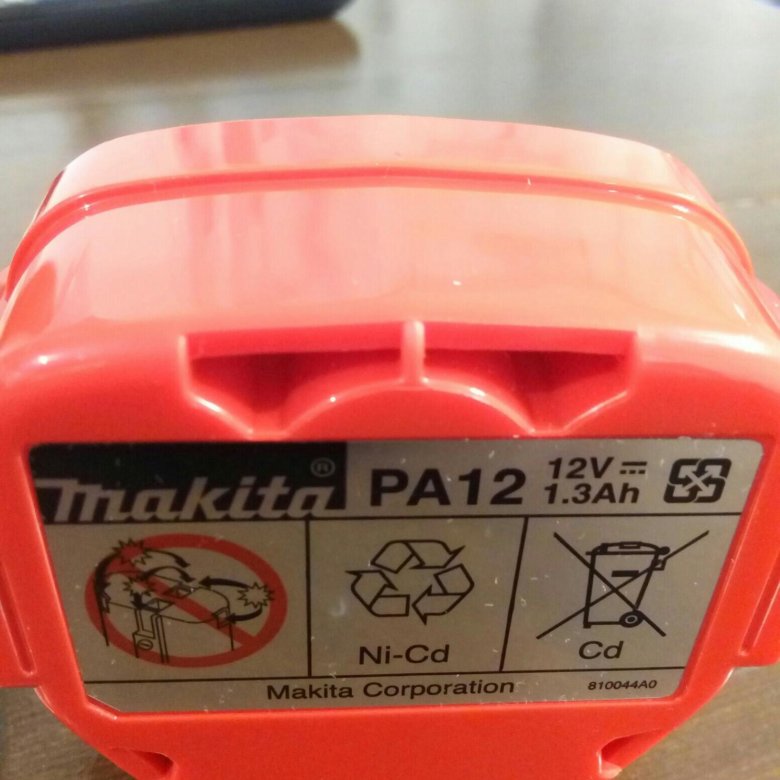 makita® PA12 12V
1.3Ah
Ni-Cd Cd
Makita Corporation 810044A0